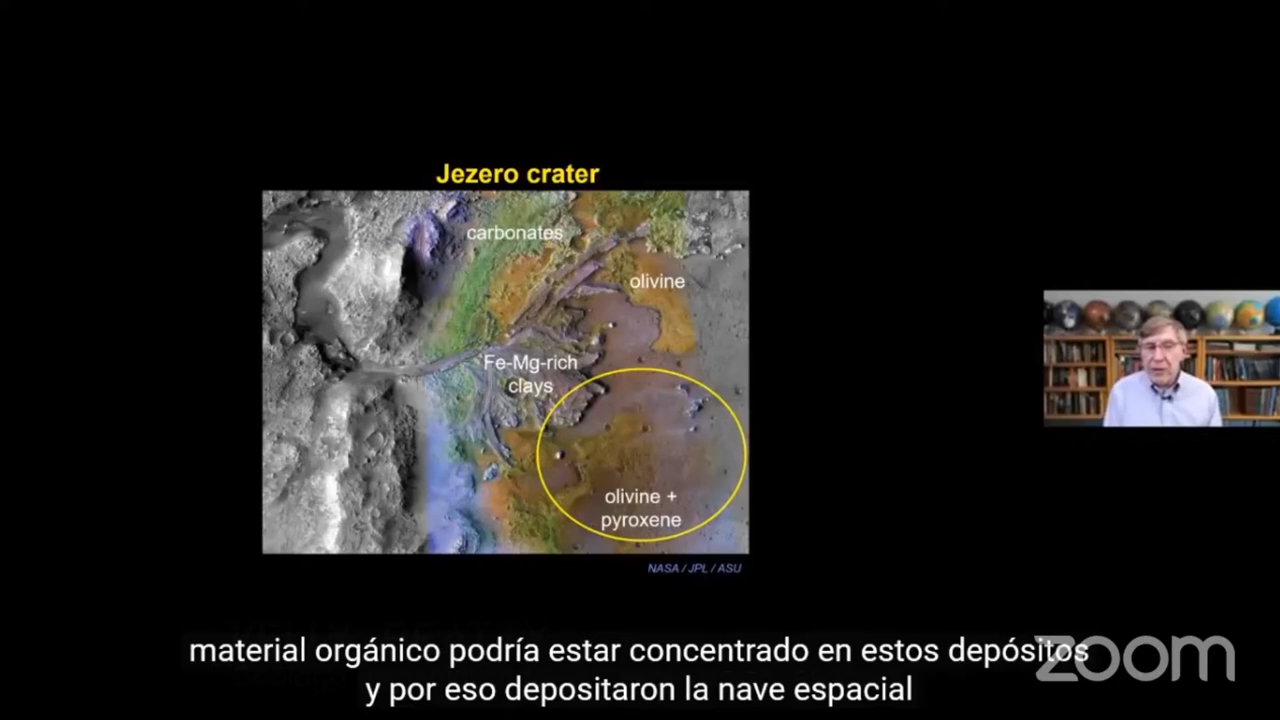 Jezero crater
carbonates
olivine
Fe-Mg-rich
clays
olivine +
pyroxene
NASA / JPL / ASU
material orgánico podría estar concentrado en estos depósitos
y por eso depositaron la nave espacial
zoom